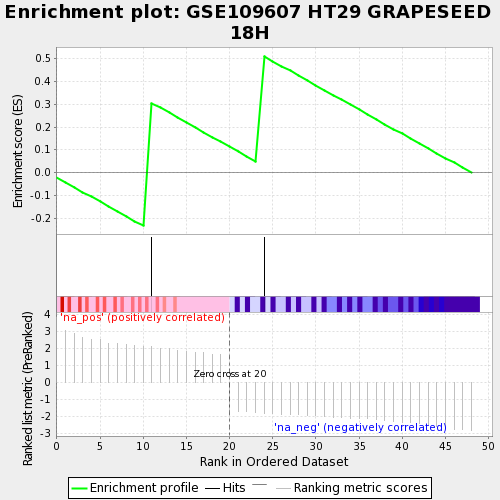 Enrichment plot: GSE109607 HT29 GRAPESEED
18H
Enrichment score (ES)
0.5
0.4
0.3
0.2
0.1
0.0
-0.1
-0.2
'na_pos' (positively correlated)
Ranked list metric (PreRanked)
4
3
2
1
0
-1
-2
-3
Zero cross at 20
'na_neg' (negatively correlated)
0 5 10 15 20 25 30 35 40 45 50
Rank in Ordered Dataset
Enrichment profile Hits Ranking metric scores